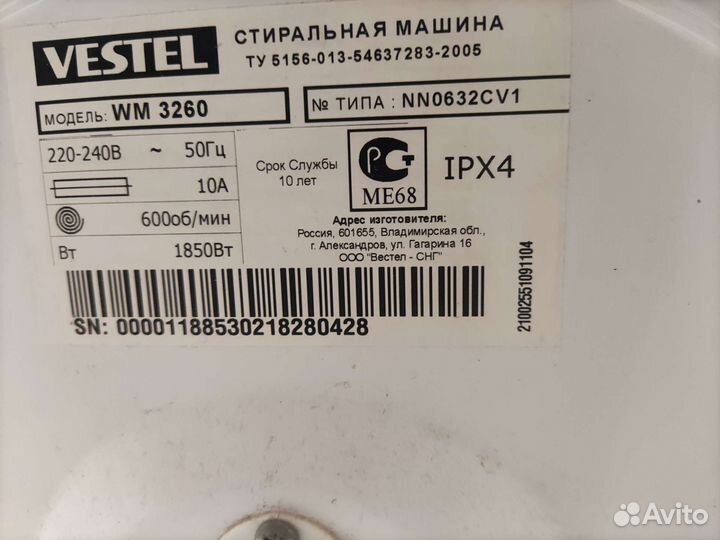 VESTEL
СТИРАЛЬНАЯ МАШИНА
ТУ 5156-013-54637283-2005
МОДЕЛЬ: WM 3260
№ ТИПА : NN0632CV1
220-240В ~ 50Гц
10А
600об/мин
Вт 1850Вт
Срок Службы
10 лет
РСТ
МЕ68
IPX4
Адрес изготовителя:
Россия, 601655, Владимирская обл.,
г. Александров, ул. Гагарина 16
ООО "Вестел - СНГ"
SN: 00001188530218280428
21002551091104
Avito